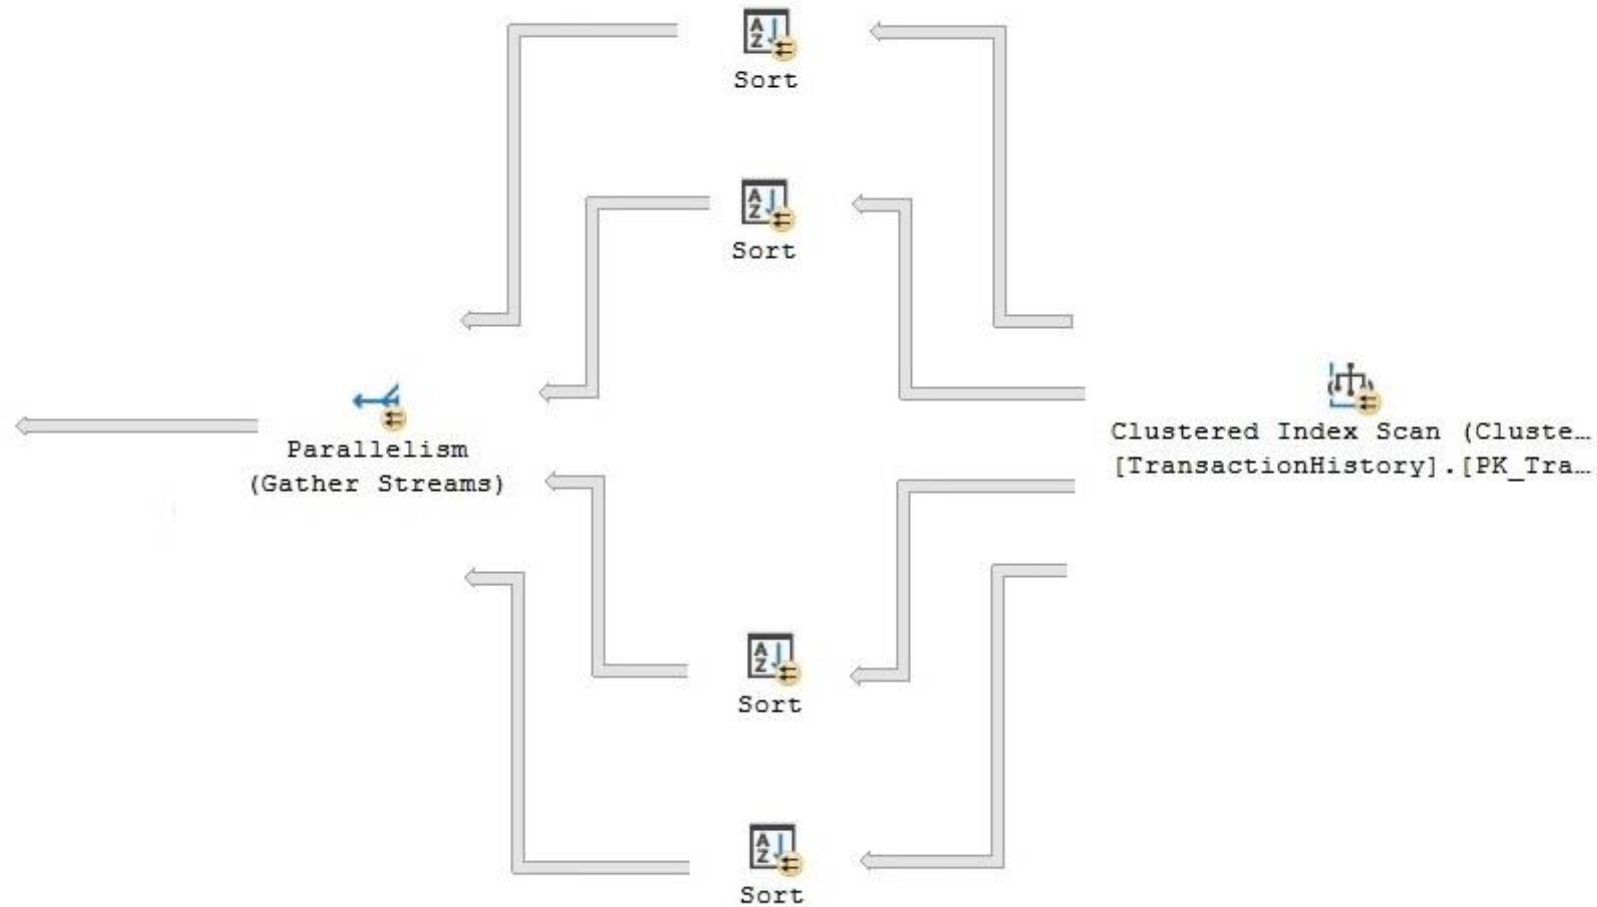 Sort
Sort
Parallelism
(Gather Streams)
Clustered Index Scan (Cluste…
[TransactionHistory].[PK_Tra…
Sort
Sort